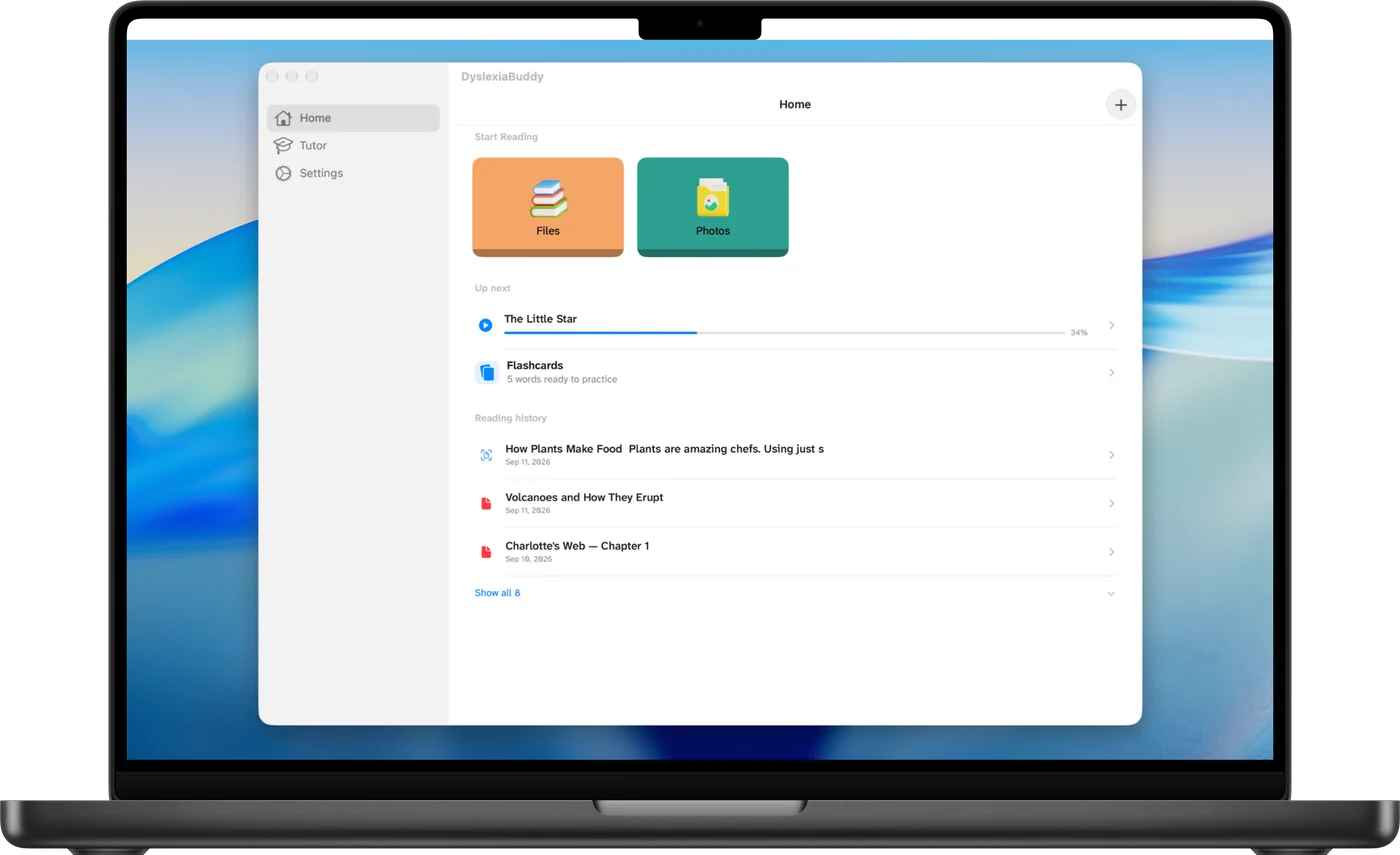 DyslexiaBuddy
Home
Home
Tutor
Settings
Start Reading
Files
Photos
Up next
The Little Star
34%
Flashcards
5 words ready to practice
Reading history
How Plants Make Food  Plants are amazing chefs. Using just s
Sep 11, 2026
Volcanoes and How They Erupt
Sep 11, 2026
Charlotte's Web — Chapter 1
Sep 10, 2026
Show all 8